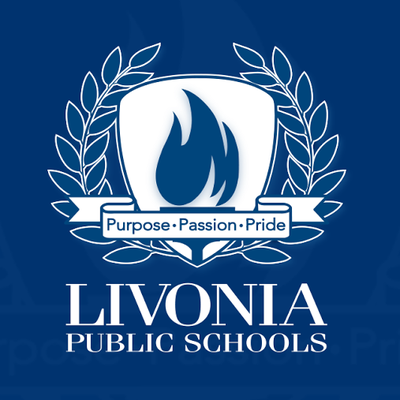 Purpose • Passion • Pride
LIVONIA
PUBLIC SCHOOLS